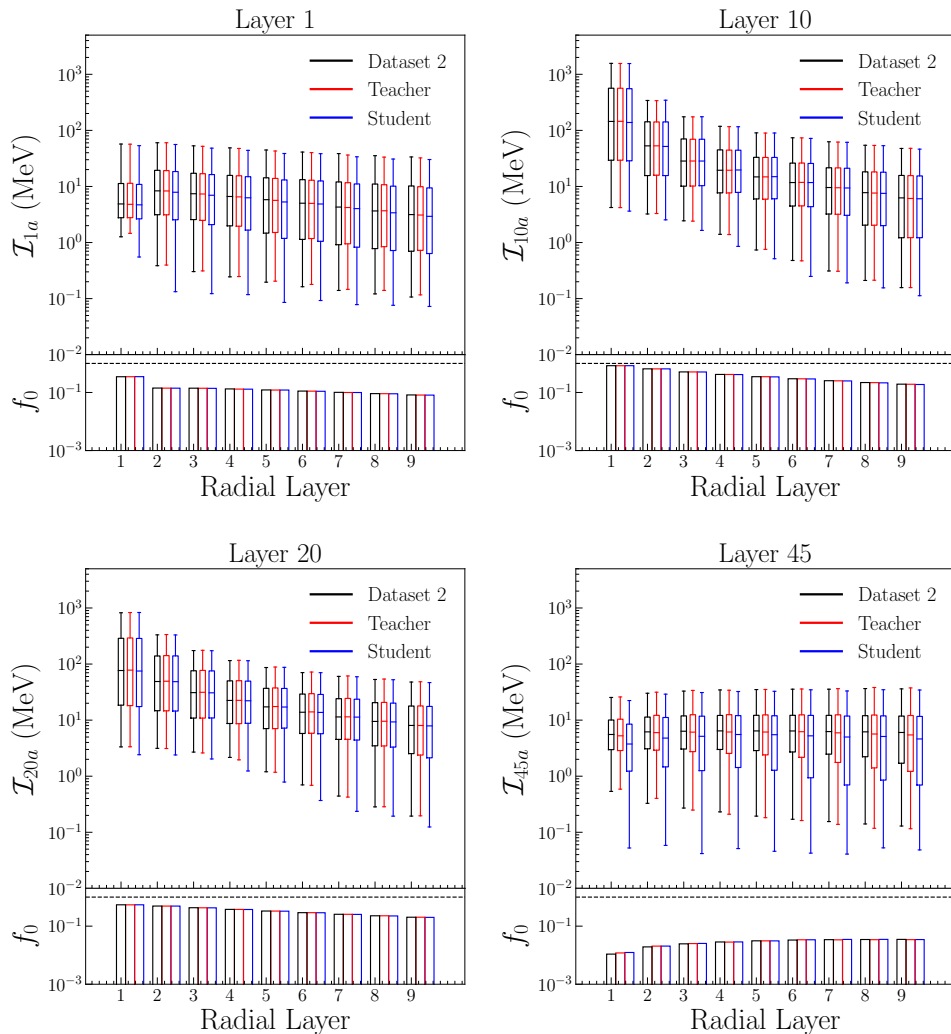 Layer 1
10^3
10^2
10^1
10^0
10^−1
10^−2
I_1a (MeV)
Dataset 2
Teacher
Student
10^−1
10^−3
f_0
1 2 3 4 5 6 7 8 9
Radial Layer
Layer 10
10^3
10^2
10^1
10^0
10^−1
10^−2
I_10a (MeV)
Dataset 2
Teacher
Student
10^−1
10^−3
f_0
1 2 3 4 5 6 7 8 9
Radial Layer
Layer 20
10^3
10^2
10^1
10^0
10^−1
10^−2
I_20a (MeV)
Dataset 2
Teacher
Student
10^−1
10^−3
f_0
1 2 3 4 5 6 7 8 9
Radial Layer
Layer 45
10^3
10^2
10^1
10^0
10^−1
10^−2
I_45a (MeV)
Dataset 2
Teacher
Student
10^−1
10^−3
f_0
1 2 3 4 5 6 7 8 9
Radial Layer